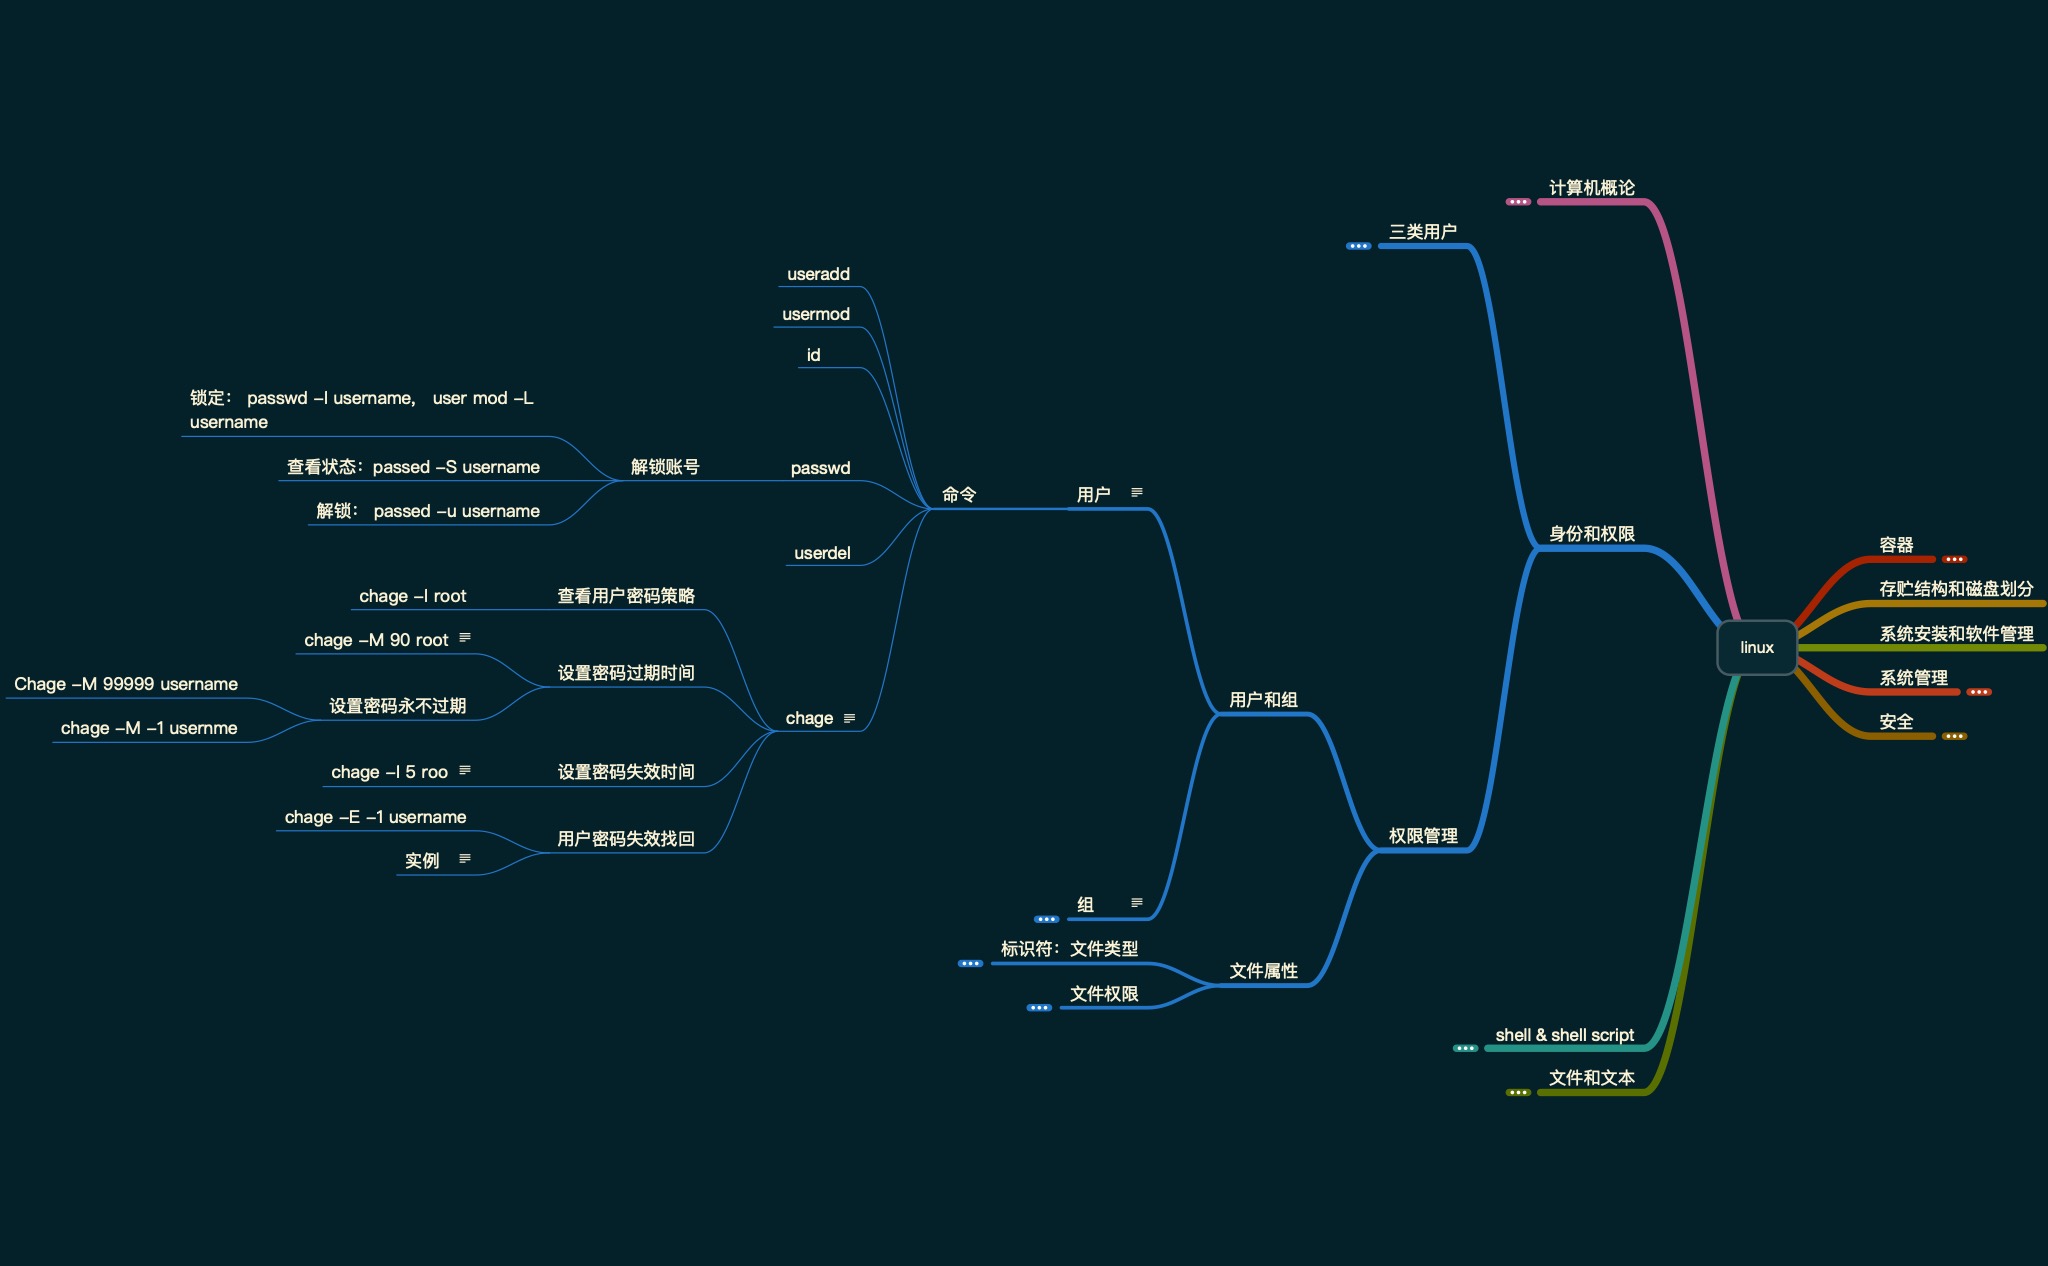 计算机概论
三类用户
useradd
usermod
id
锁定： passwd -l username， user mod -L
username
查看状态：passed -S username
解锁账号
passwd
解锁： passed -u username
命令
用户
userdel
身份和权限
chage -l root
查看用户密码策略
chage -M 90 root
设置密码过期时间
Chage -M 99999 username
设置密码永不过期
chage -M -1 usernme
chage
用户和组
chage -I 5 roo
设置密码失效时间
chage -E -1 username
用户密码失效找回
实例
权限管理
组
标识符：文件类型
文件属性
文件权限
linux
容器
存贮结构和磁盘划分
系统安装和软件管理
系统管理
安全
shell & shell script
文件和文本